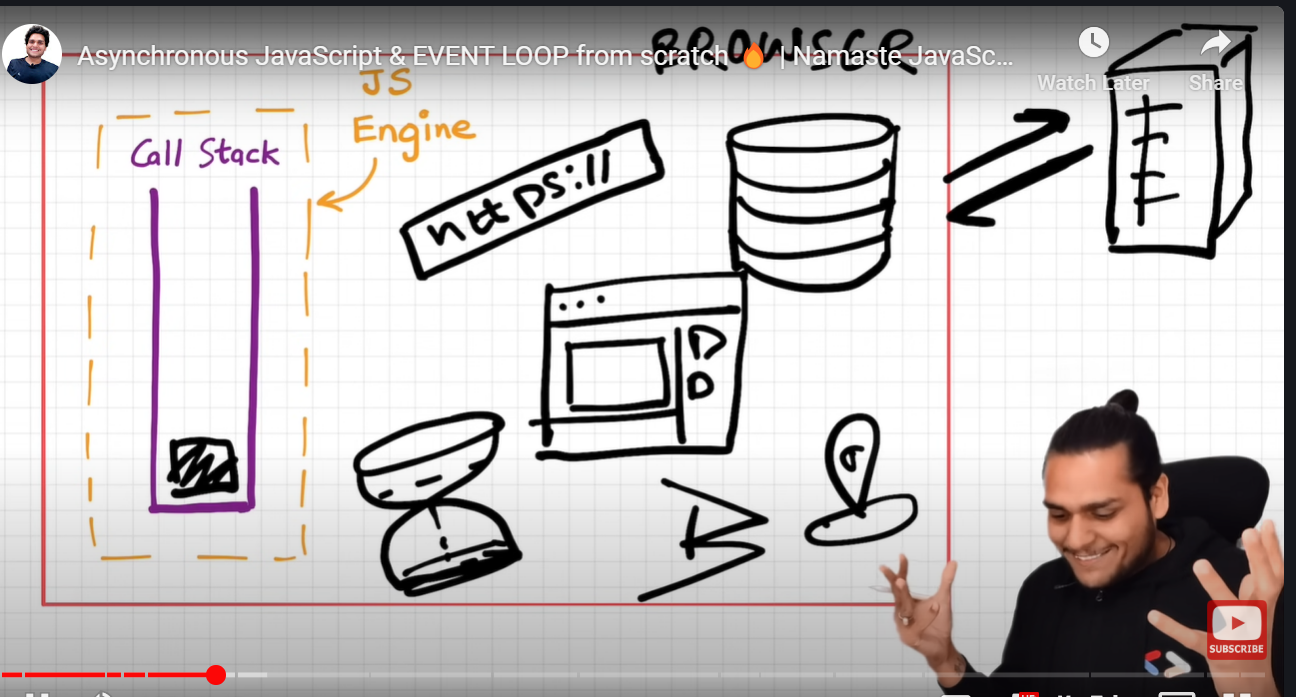 Asynchronous JavaScript & EVENT LOOP from scratch🔥 | Namaste JavaSc...
BROWSER
Watch Later
Share
JS
Engine
Call Stack
https://
SUBSCRIBE